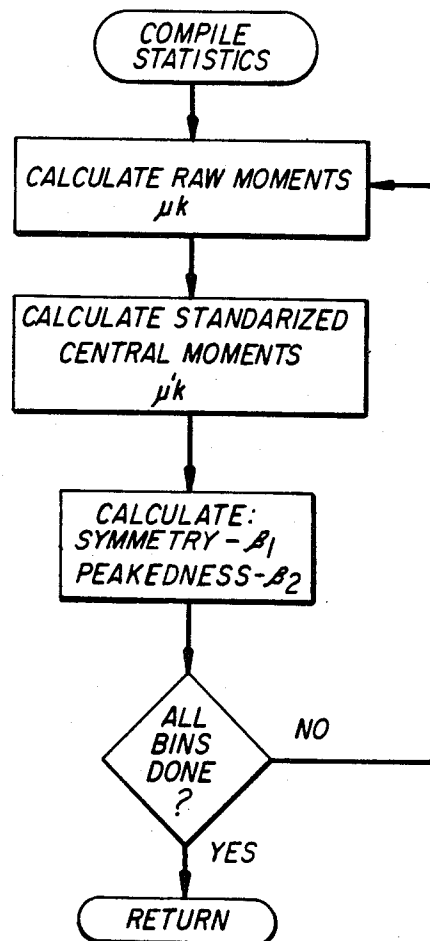 COMPILE
STATISTICS
CALCULATE RAW MOMENTS
μk
CALCULATE STANDARIZED
CENTRAL MOMENTS
μ'k
CALCULATE:
SYMMETRY - β1
PEAKEDNESS - β2
ALL
BINS
DONE
?
NO
YES
RETURN